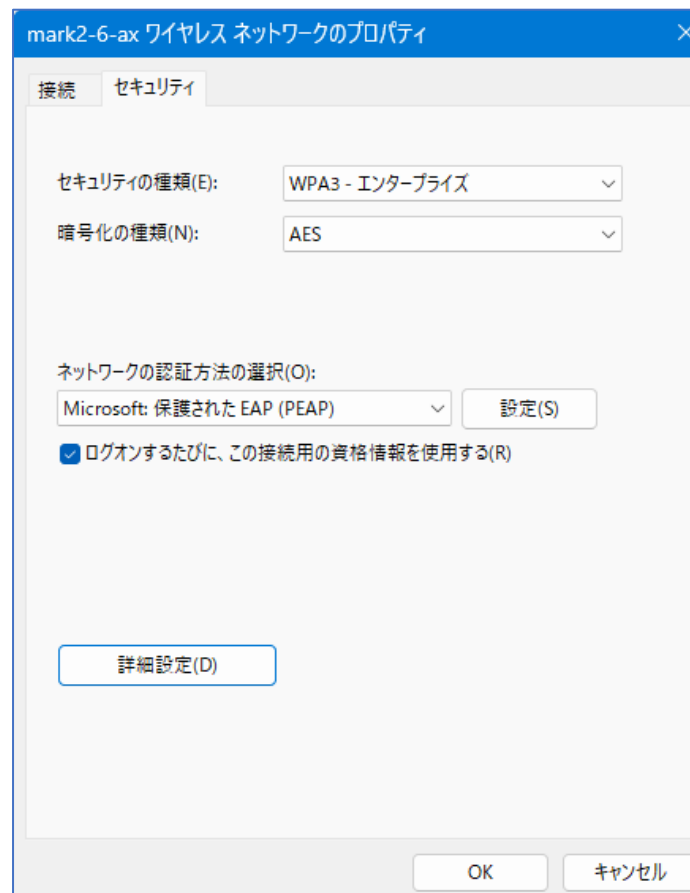 mark2-6-ax ワイヤレス ネットワークのプロパティ
接続 セキュリティ
セキュリティの種類(E): WPA3 - エンタープライズ
暗号化の種類(N): AES
ネットワークの認証方法の選択(O):
Microsoft: 保護された EAP (PEAP) 設定(S)
ログオンするたびに、この接続用の資格情報を使用する(R)
詳細設定(D)
OK キャンセル